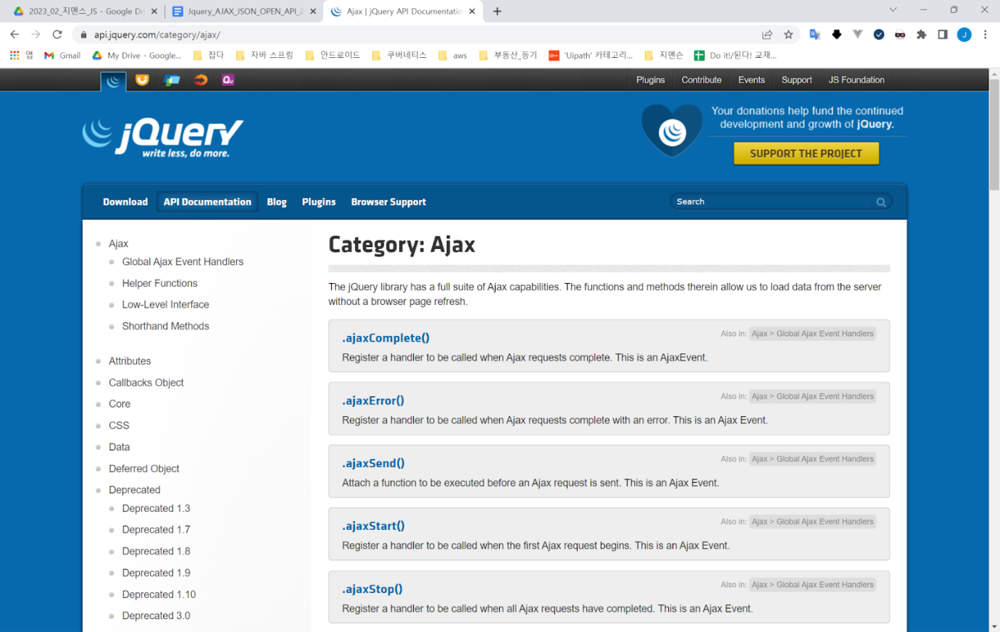 2023_02_지멘스_JS - Google Dri
Jquery_AJAX_JSON_OPEN_API_2
Ajax | jQuery API Documentatio
api.jquery.com/category/ajax/
J
앱
Gmail
My Drive - Google...
잡다
자바 스프링
안드로이드
쿠버네티스
aws
부동산_등기
'Uipath' 카테고리...
지멘슨
Do it!/된다! 교재...
Qu
Plugins
Contribute
Events
Support
JS Foundation
jQuery
write less, do more.
Your donations help fund the continued
development and growth of jQuery.
SUPPORT THE PROJECT
Download
API Documentation
Blog
Plugins
Browser Support
Search
Ajax
Global Ajax Event Handlers
Helper Functions
Low-Level Interface
Shorthand Methods
Attributes
Callbacks Object
Core
CSS
Data
Deferred Object
Deprecated
Deprecated 1.3
Deprecated 1.7
Deprecated 1.8
Deprecated 1.9
Deprecated 1.10
Deprecated 3.0
Category: Ajax
The jQuery library has a full suite of Ajax capabilities. The functions and methods therein allow us to load data from the server
without a browser page refresh.
.ajaxComplete()
Also in: Ajax > Global Ajax Event Handlers
Register a handler to be called when Ajax requests complete. This is an AjaxEvent.
.ajaxError()
Also in: Ajax > Global Ajax Event Handlers
Register a handler to be called when Ajax requests complete with an error. This is an Ajax Event.
.ajaxSend()
Also in: Ajax > Global Ajax Event Handlers
Attach a function to be executed before an Ajax request is sent. This is an Ajax Event.
.ajaxStart()
Also in: Ajax > Global Ajax Event Handlers
Register a handler to be called when the first Ajax request begins. This is an Ajax Event.
.ajaxStop()
Also in: Ajax > Global Ajax Event Handlers
Register a handler to be called when all Ajax requests have completed. This is an Ajax Event.